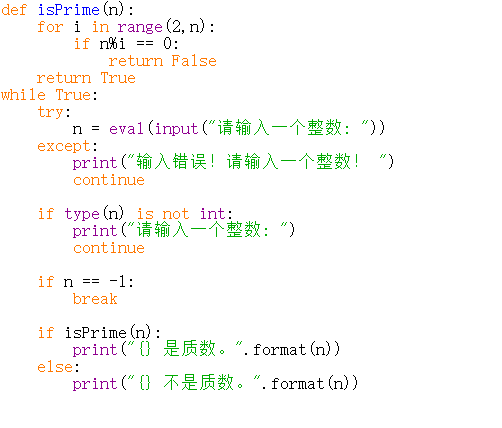 def isPrime(n):
    for i in range(2,n):
        if n%i == 0:
            return False
    return True
while True:
    try:
        n = eval(input("请输入一个整数: "))
    except:
        print("输入错误! 请输入一个整数! ")
        continue

    if type(n) is not int:
        print("请输入一个整数: ")
        continue

    if n == -1:
        break

    if isPrime(n):
        print("{} 是质数。".format(n))
    else:
        print("{} 不是质数。".format(n))